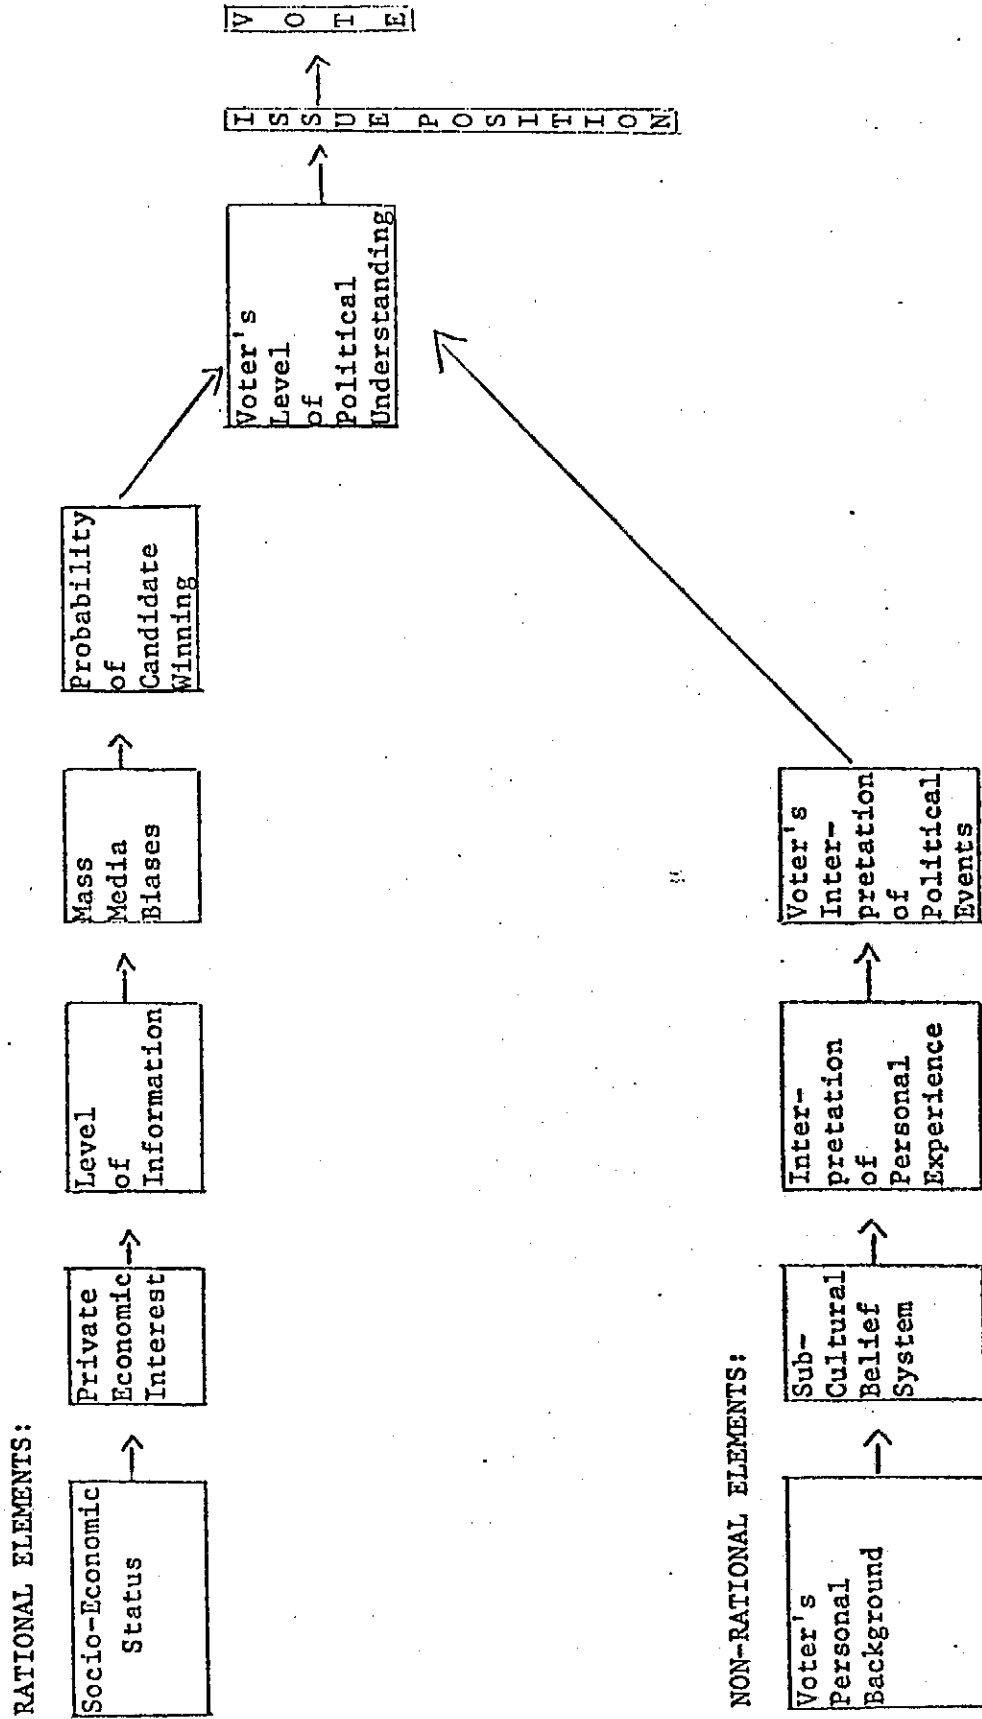 RATIONAL ELEMENTS:
Socio-Economic
Status
Private
Economic
Interest
Level
of
Information
Mass
Media
Biases
Probability
of
Candidate
Winning
Voter's
Level
of
Political
Understanding
ISSUE POSITION
VOTE
NON-RATIONAL ELEMENTS:
Voter's
Personal
Background
Sub-
Cultural
Belief
System
Inter-
pretation
of
Personal
Experience
Voter's
Inter-
pretation
of
Political
Events